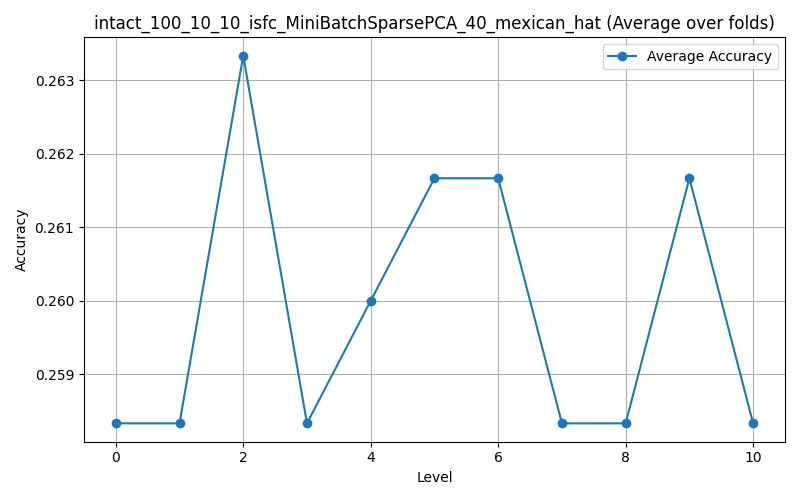 intact_100_10_10_isfc_MiniBatchSparsePCA_40_mexican_hat (Average over folds)
Average Accuracy
0.263
0.262
0.261
0.260
0.259
Accuracy
0 2 4 6 8 10
Level